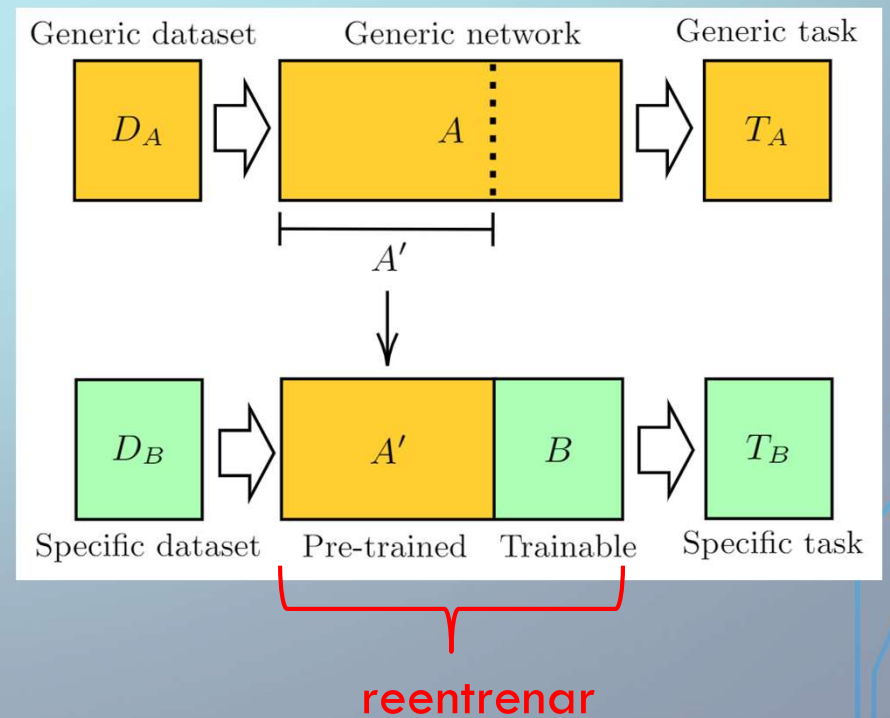 Generic dataset Generic network Generic task
D_A A T_A
A′
D_B A′ B T_B
Specific dataset Pre-trained Trainable Specific task
reentrenar